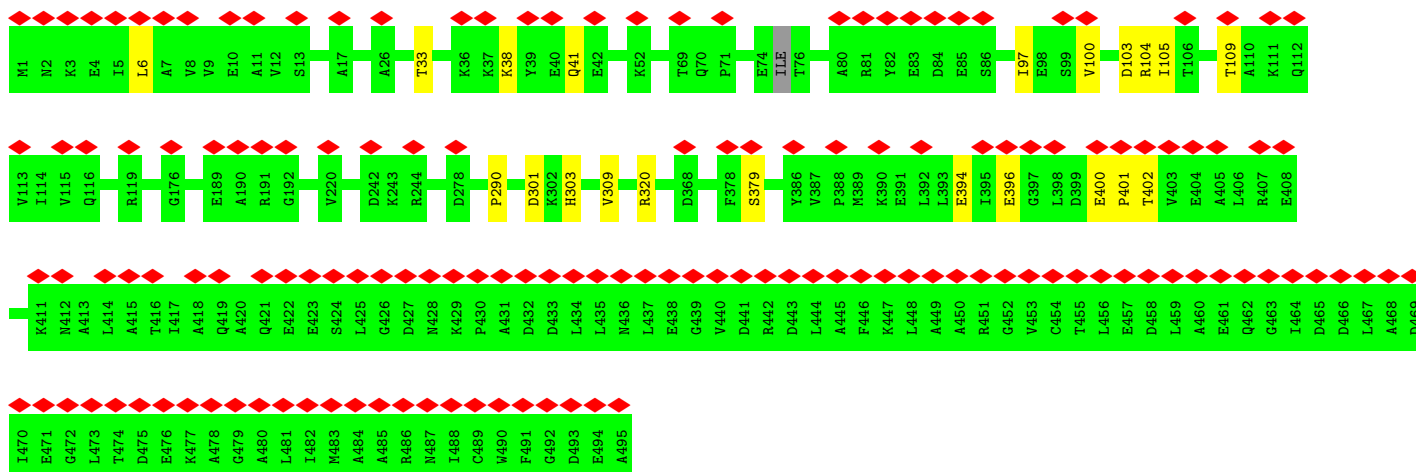 M1 N2 K3 E4 I5 L6 A7 V8 V9 E10 A11 V12 S13 A17 A26 T33 K36 K37 K38 Y39 E40 Q41 E42 K52 T69 Q70 P71 E74 ILE T76 A80 R81 Y82 E83 D84 E85 S86 I97 E98 S99 V100 D103 R104 I105 T106 T109 A110 K111 Q112
V113 I114 V115 Q116 R119 G176 E189 A190 R191 G192 V220 D242 K243 R244 D278 P290 D301 K302 H303 V309 R320 D368 F378 S379 Y386 V387 P388 M389 K390 E391 L392 L393 E394 I395 E396 G397 L398 D399 E400 P401 T402 V403 E404 A405 L406 R407 E408
K411 N412 A413 L414 A415 T416 I417 A418 Q419 A420 Q421 E422 E423 S424 L425 G426 D427 N428 K429 P430 A431 D432 D433 L434 L435 N436 L437 E438 G439 V440 D441 R442 D443 L444 A445 F446 K447 L448 A449 A450 R451 G452 V453 C454 T455 L456 E457 D458 L459 A460 E461 Q462 G463 I464 D465 D466 L467 A468 D469
I470 E471 G472 L473 T474 D475 E476 K477 A478 G479 A480 L481 I482 M483 A484 A485 R486 N487 I488 C489 W490 F491 G492 D493 E494 A495